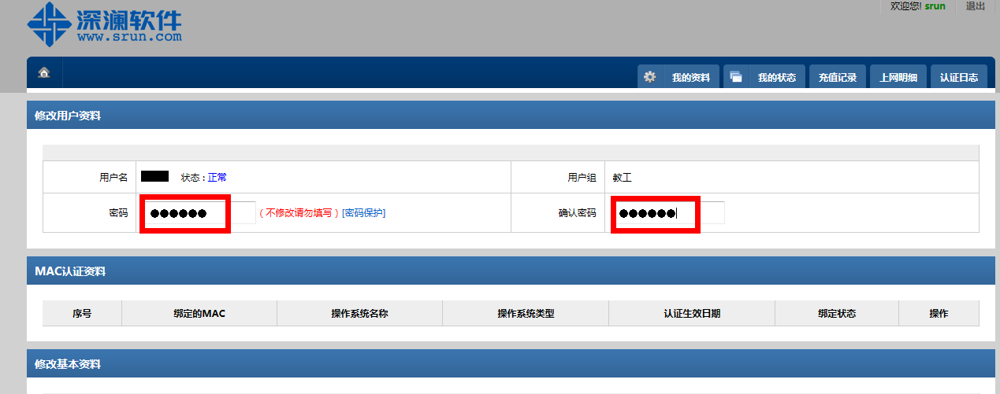 欢迎您! srun 退出
深澜软件
www.srun.com
我的资料 我的状态 充值记录 上网明细 认证日志
修改用户资料
用户名 状态 : 正常 用户组 教工
密码 ●●●●●● ( 不修改请勿填写 ) [密码保护] 确认密码 ●●●●●●
MAC认证资料
序号 绑定的MAC 操作系统名称 操作系统类型 认证生效日期 绑定状态 操作
修改基本资料